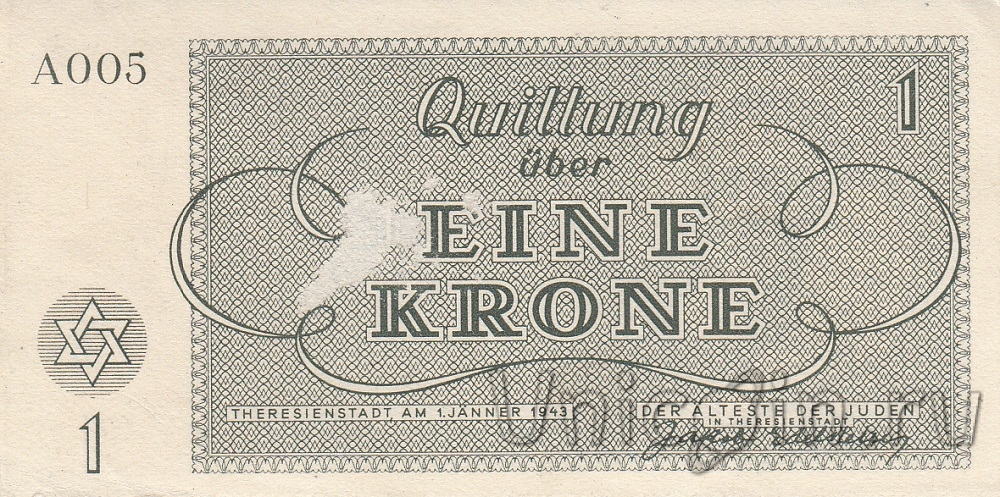 A005
1
Quittung
über
EINE
KRONE
THERESIENSTADT, AM 1. JÄNNER 1943
DER ÄLTESTE DER JUDEN
IN THERESIENSTADT
1